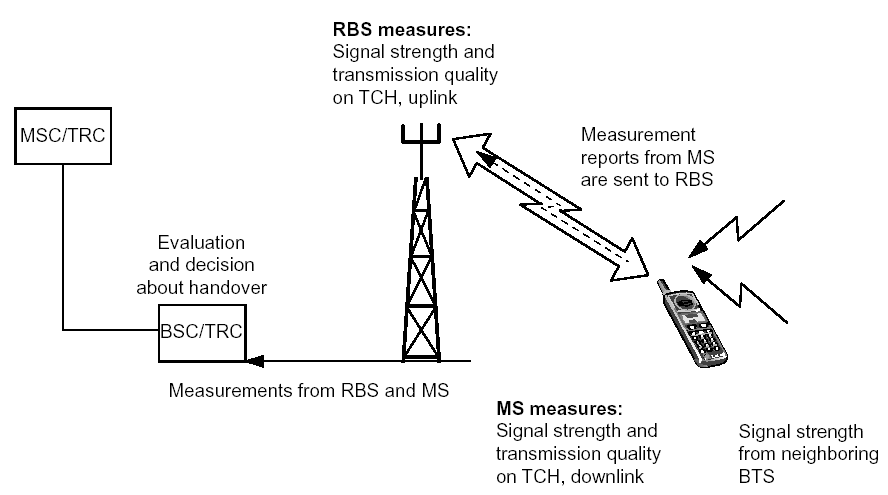 RBS measures:
Signal strength and
transmission quality
on TCH, uplink
MSC/TRC
Measurement
reports from MS
are sent to RBS
Evaluation
and decision
about handover
BSC/TRC
Measurements from RBS and MS
MS measures:
Signal strength and
transmission quality
on TCH, downlink
Signal strength
from neighboring
BTS